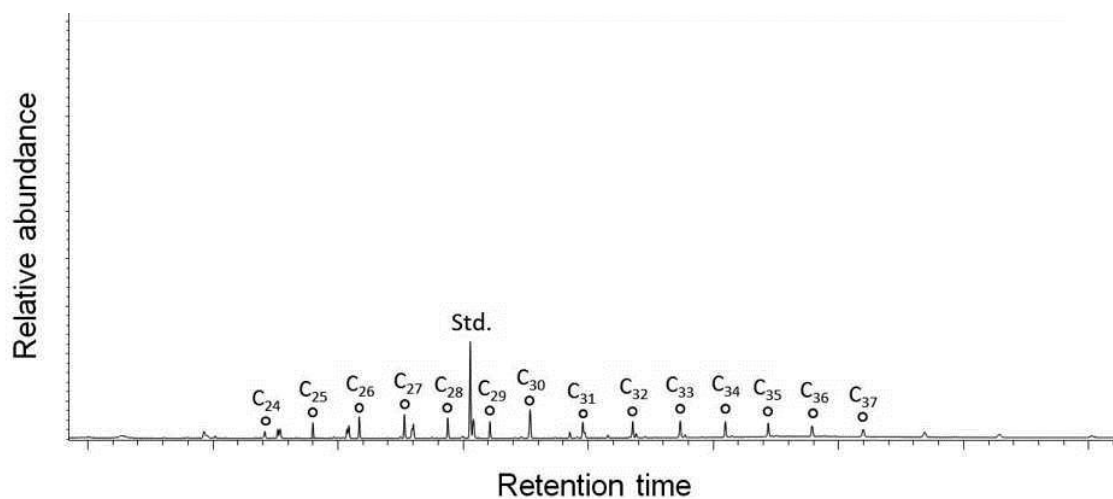 Relative abundance
Std.
C₂₄ C₂₅ C₂₆ C₂₇ C₂₈ C₂₉ C₃₀ C₃₁ C₃₂ C₃₃ C₃₄ C₃₅ C₃₆ C₃₇
Retention time